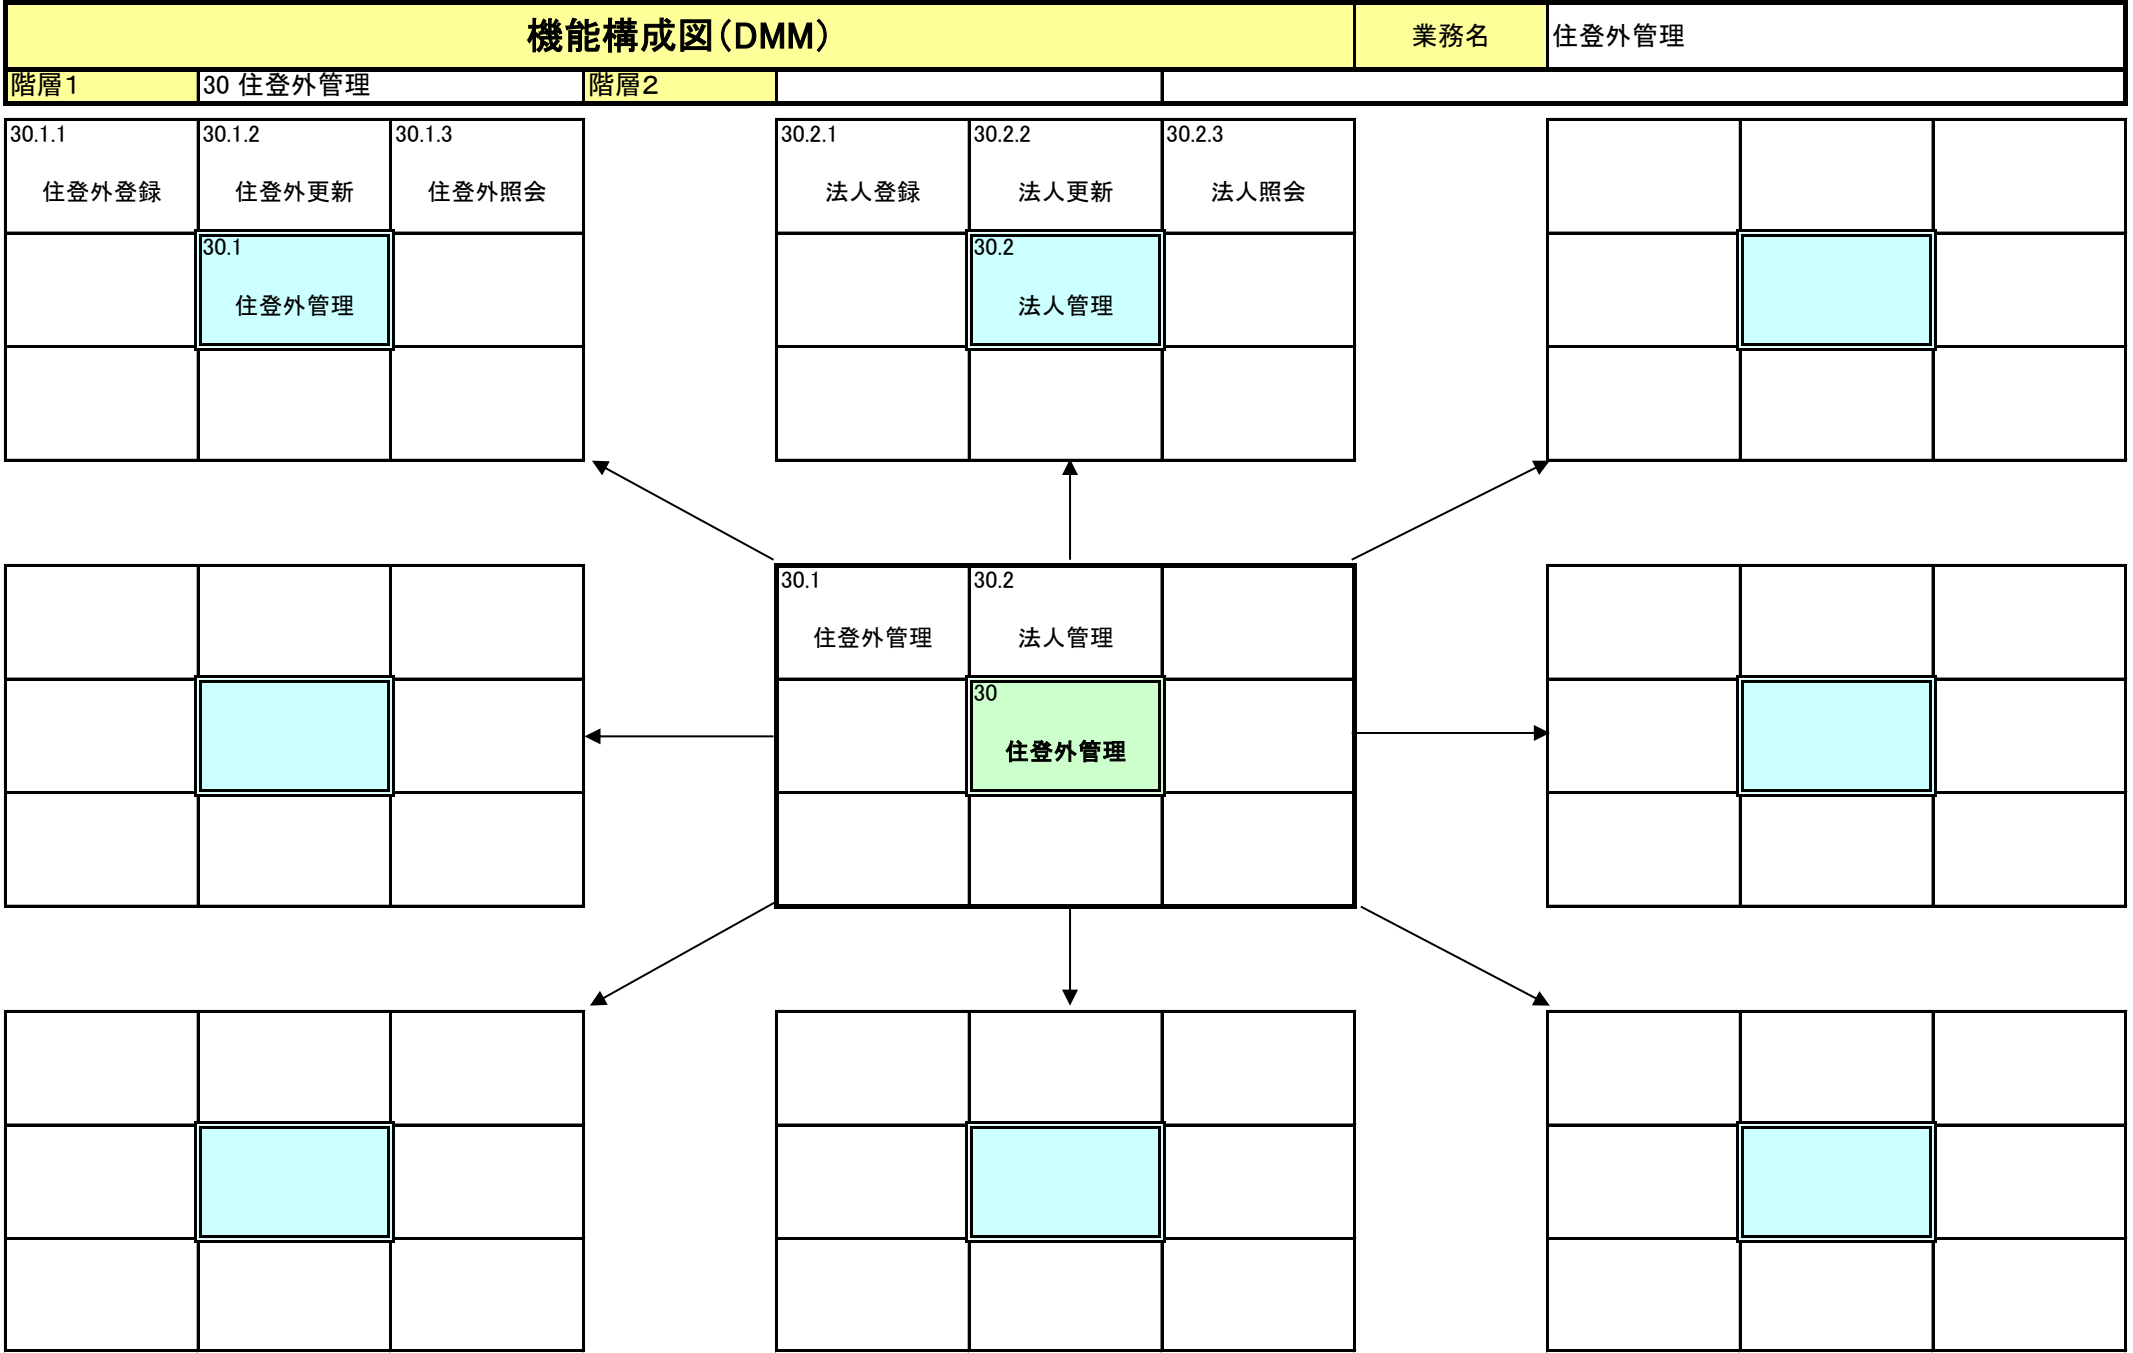 機能構成図（DMM）
業務名
住登外管理
階層１
30 住登外管理
階層２
30.1.1
30.1.2
30.1.3
住登外登録
住登外更新
住登外照会
30.1
住登外管理
30.2.1
30.2.2
30.2.3
法人登録
法人更新
法人照会
30.2
法人管理
30.1
住登外管理
30.2
法人管理
30
住登外管理